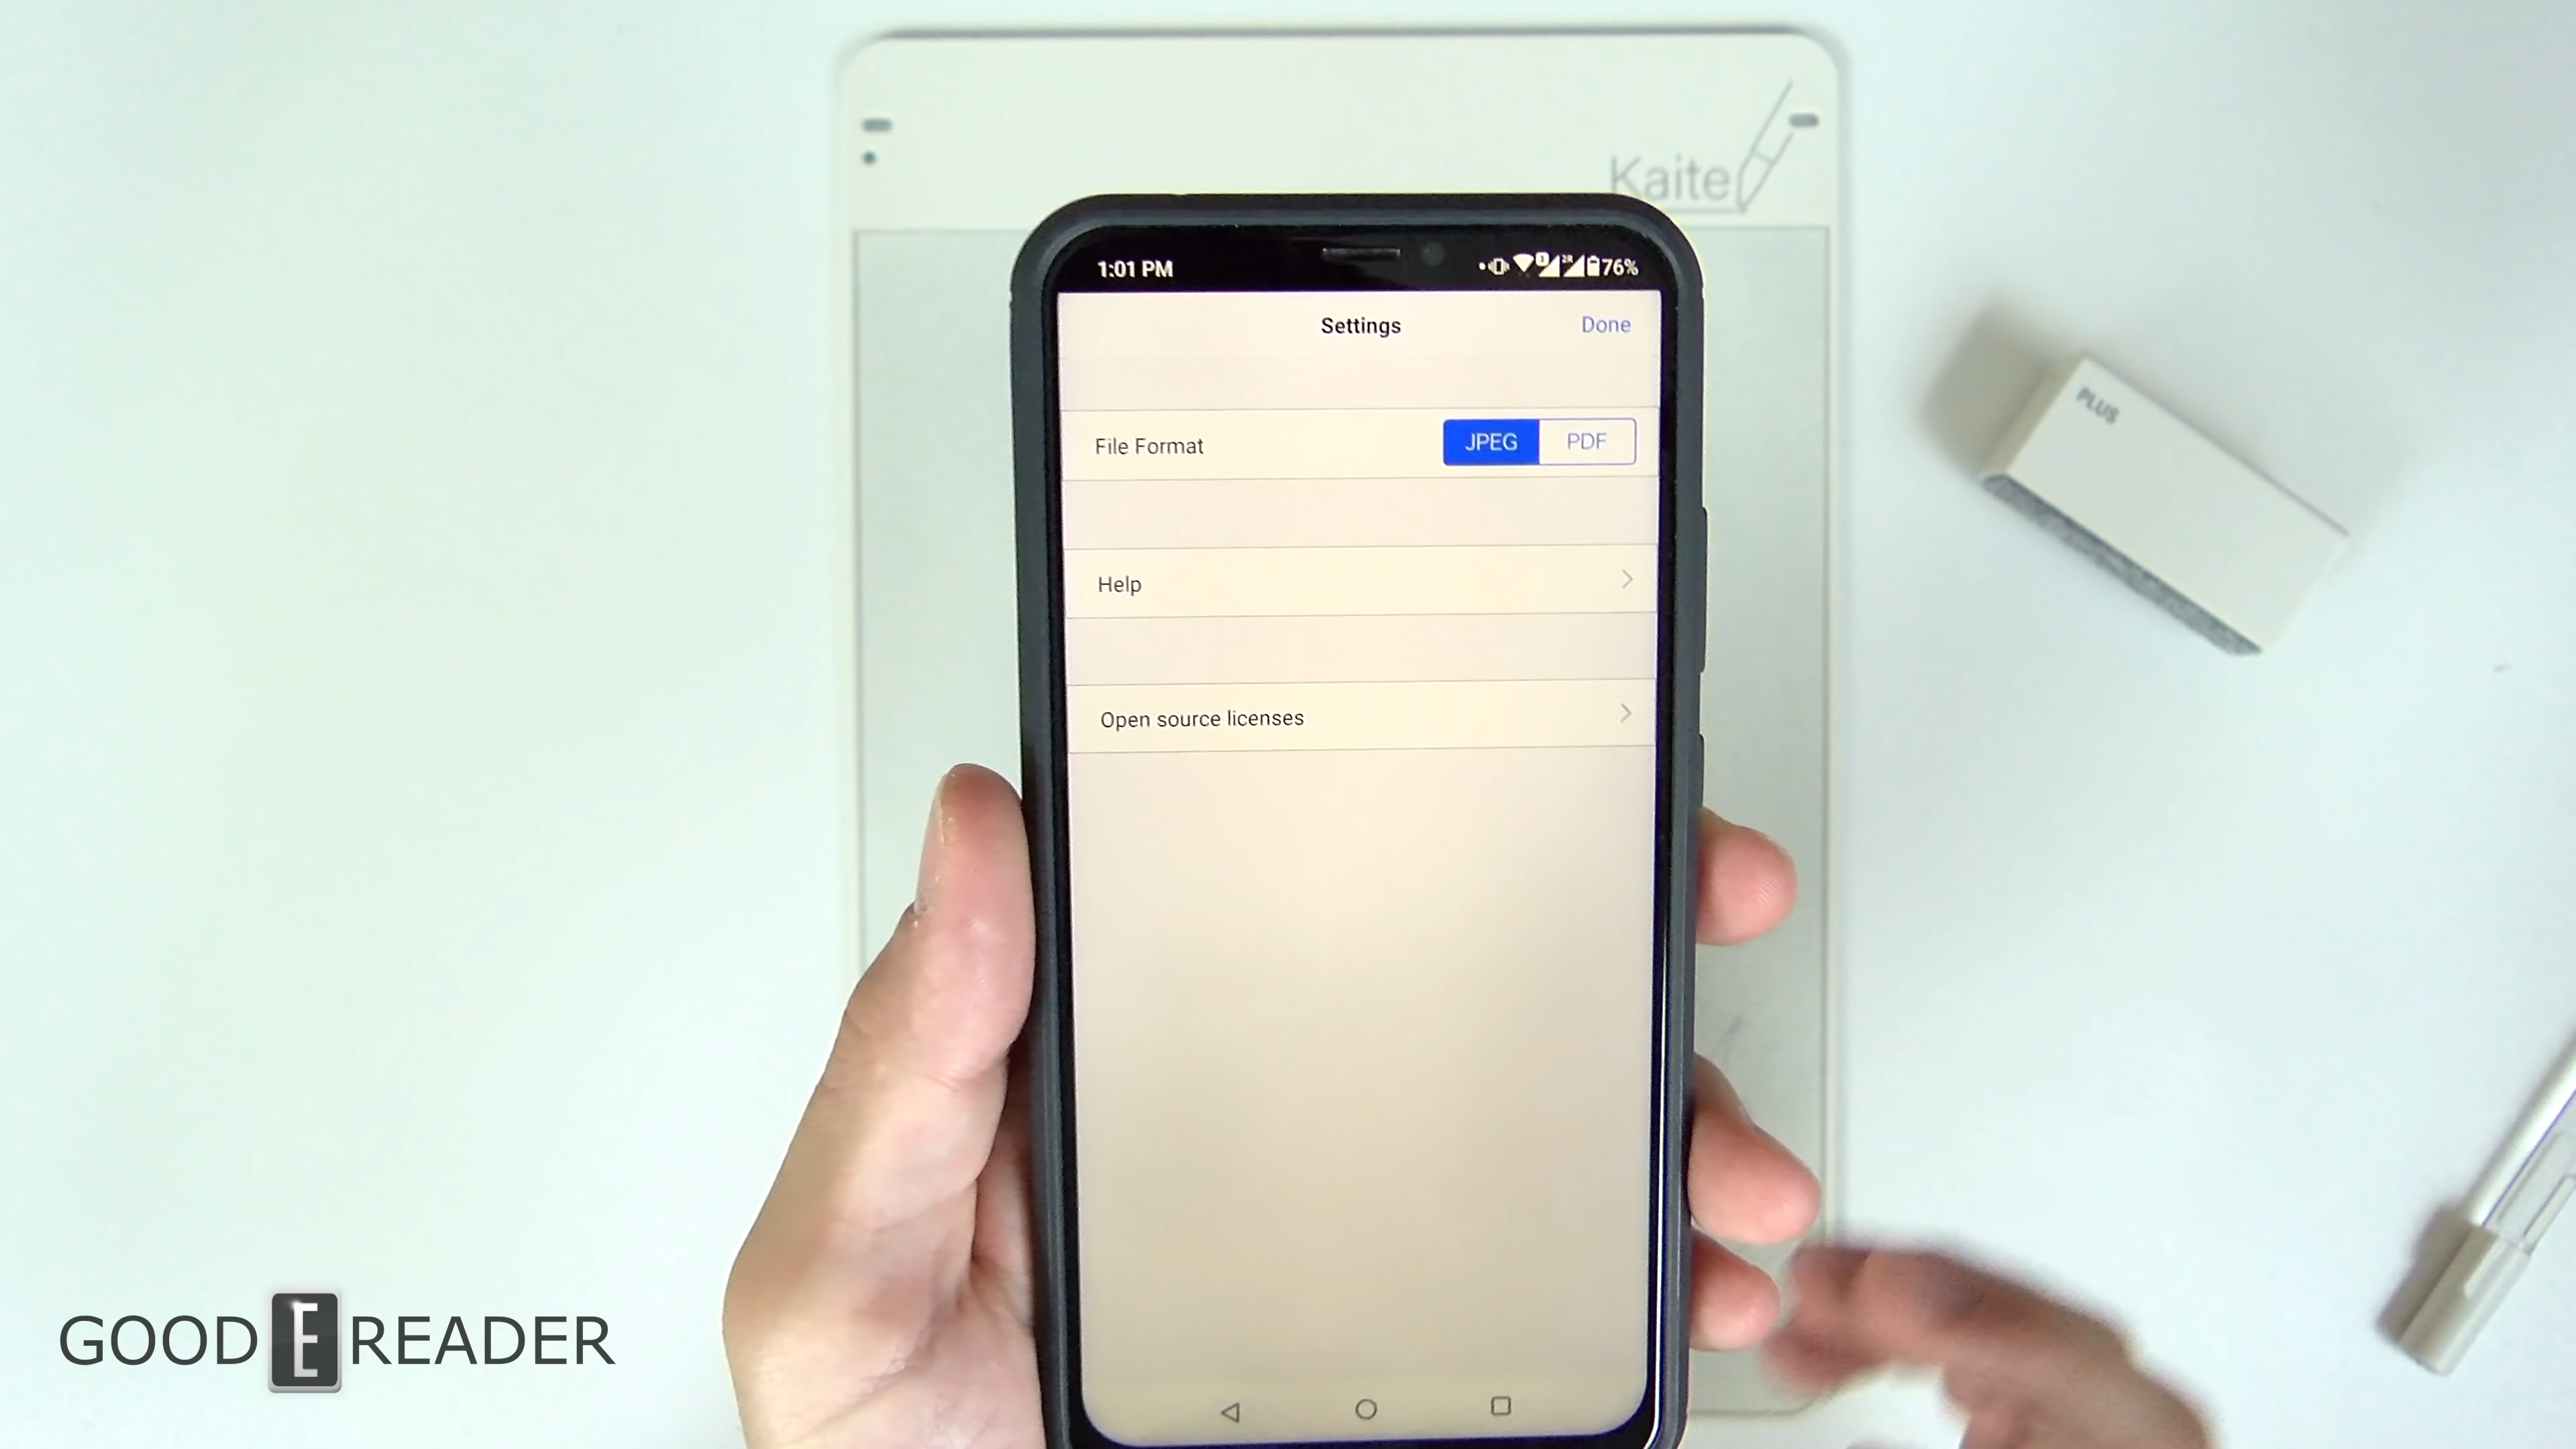 Kaite
1:01 PM
76%
Settings
Done
File Format
JPEG
PDF
PLUS
Help
Open source licenses
GOOD E READER